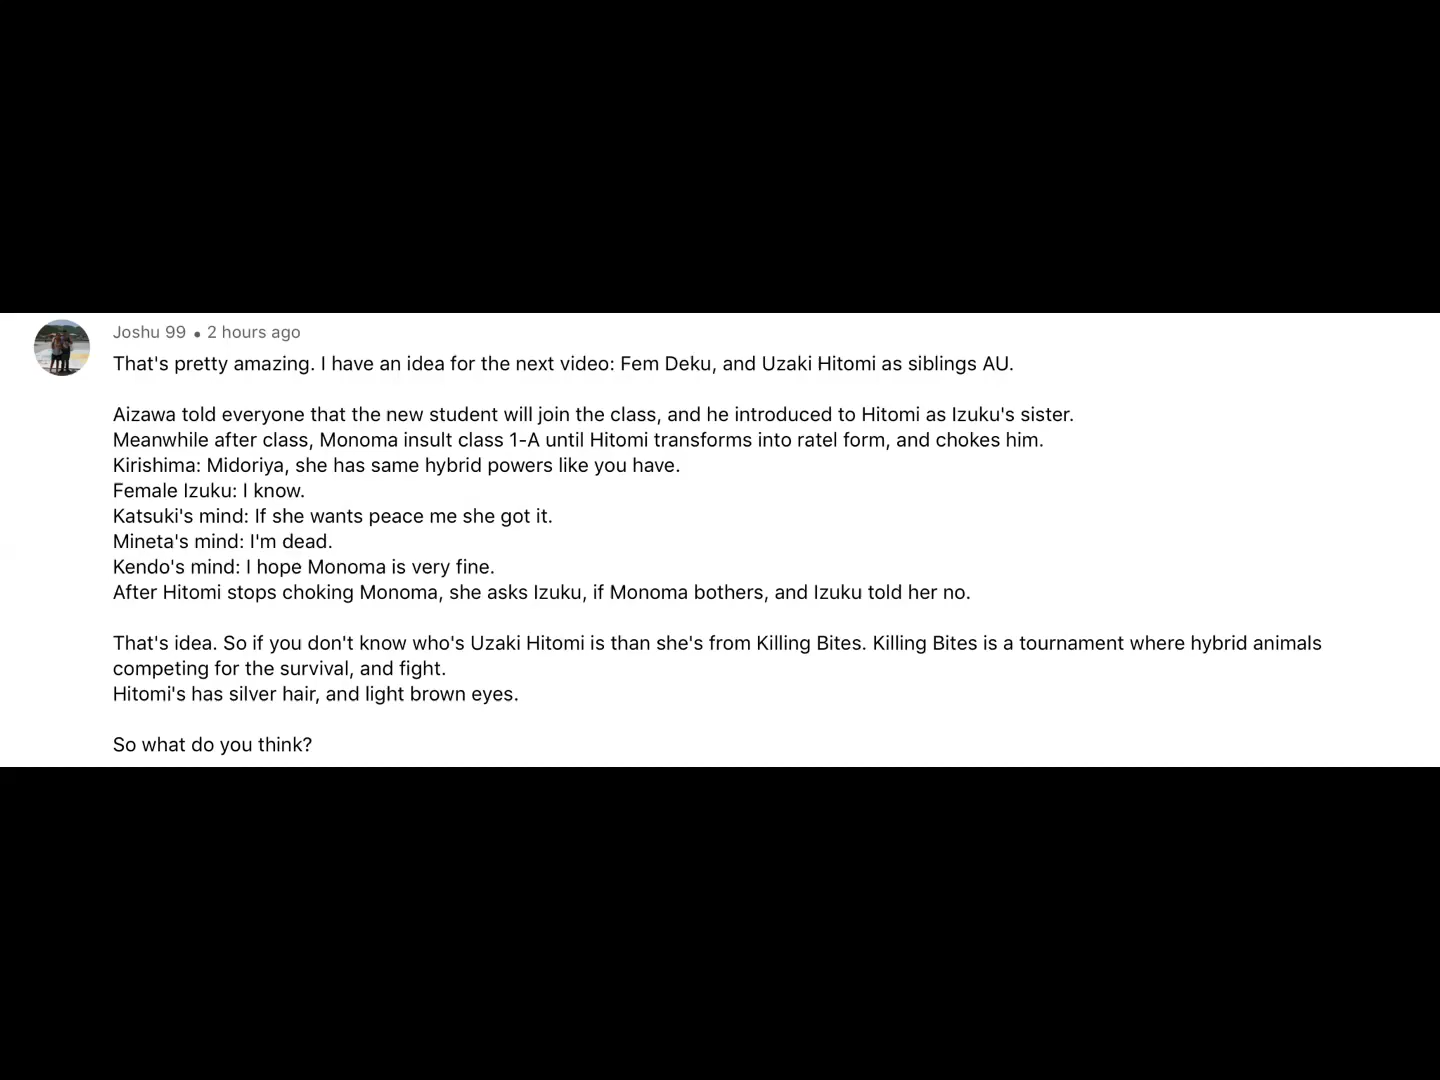 Joshu 99 • 2 hours ago
That's pretty amazing. I have an idea for the next video: Fem Deku, and Uzaki Hitomi as siblings AU.
Aizawa told everyone that the new student will join the class, and he introduced to Hitomi as Izuku's sister.
Meanwhile after class, Monoma insult class 1-A until Hitomi transforms into ratel form, and chokes him.
Kirishima: Midoriya, she has same hybrid powers like you have.
Female Izuku: I know.
Katsuki's mind: If she wants peace me she got it.
Mineta's mind: I'm dead.
Kendo's mind: I hope Monoma is very fine.
After Hitomi stops choking Monoma, she asks Izuku, if Monoma bothers, and Izuku told her no.
That's idea. So if you don't know who's Uzaki Hitomi is than she's from Killing Bites. Killing Bites is a tournament where hybrid animals
competing for the survival, and fight.
Hitomi's has silver hair, and light brown eyes.
So what do you think?